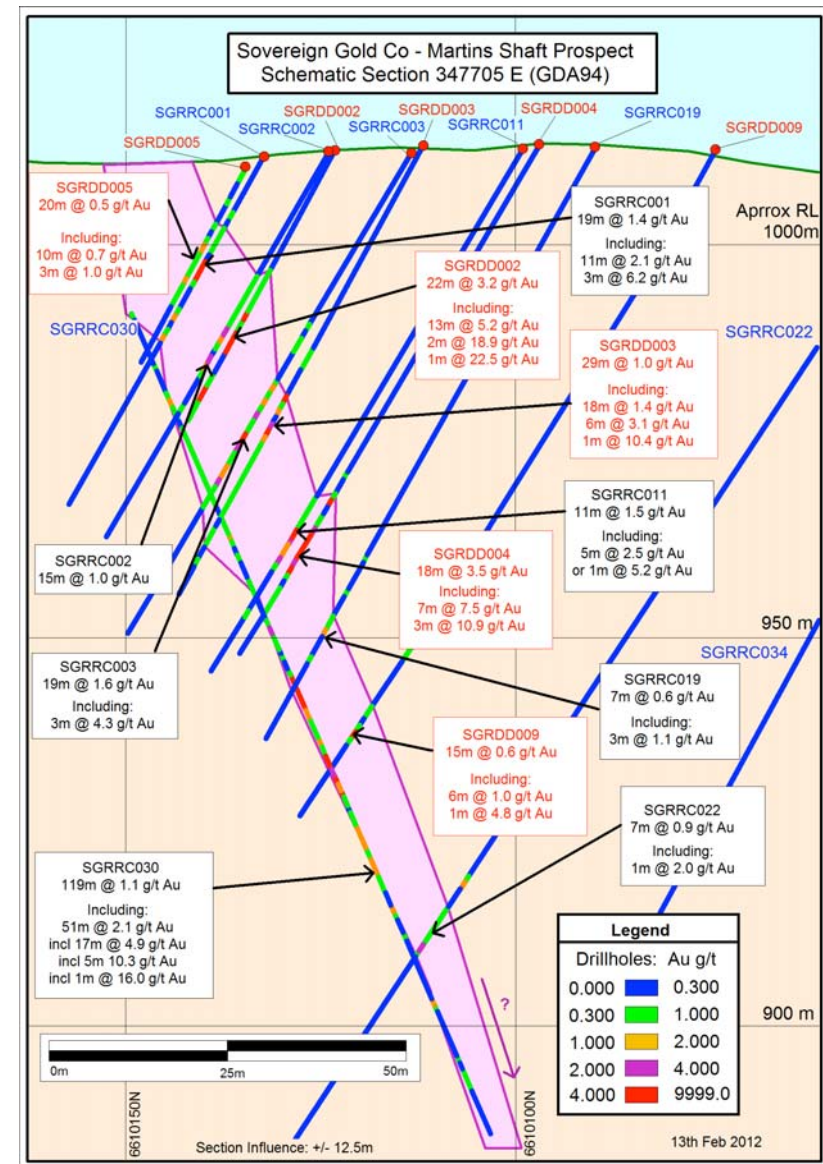 Sovereign Gold Co - Martins Shaft Prospect
Schematic Section 347705 E (GDA94)
SGRDD005
SGRRC001
SGRRC002
SGRDD002
SGRRC003
SGRDD003
SGRRC011
SGRDD004
SGRRC019
SGRDD009
SGRDD005
20m @ 0.5 g/t Au
Including:
10m @ 0.7 g/t Au
3m @ 1.0 g/t Au
SGRRC001
19m @ 1.4 g/t Au
Including:
11m @ 2.1 g/t Au
3m @ 6.2 g/t Au
Aprrox RL
1000m
SGRDD002
22m @ 3.2 g/t Au
Including:
13m @ 5.2 g/t Au
2m @ 18.9 g/t Au
1m @ 22.5 g/t Au
SGRRC030
SGRRC022
SGRDD003
29m @ 1.0 g/t Au
Including:
18m @ 1.4 g/t Au
6m @ 3.1 g/t Au
1m @ 10.4 g/t Au
SGRRC011
11m @ 1.5 g/t Au
Including:
5m @ 2.5 g/t Au
or 1m @ 5.2 g/t Au
SGRRC002
15m @ 1.0 g/t Au
SGRDD004
18m @ 3.5 g/t Au
Including:
7m @ 7.5 g/t Au
3m @ 10.9 g/t Au
950 m
SGRRC034
SGRRC003
19m @ 1.6 g/t Au
Including:
3m @ 4.3 g/t Au
SGRRC019
7m @ 0.6 g/t Au
Including:
3m @ 1.1 g/t Au
SGRDD009
15m @ 0.6 g/t Au
Including:
6m @ 1.0 g/t Au
1m @ 4.8 g/t Au
SGRRC022
7m @ 0.9 g/t Au
Including:
1m @ 2.0 g/t Au
SGRRC030
119m @ 1.1 g/t Au
Including:
51m @ 2.1 g/t Au
incl 17m @ 4.9 g/t Au
incl 5m 10.3 g/t Au
incl 1m @ 16.0 g/t Au
Legend
Drillholes: Au g/t
0.000 0.300
0.300 1.000
1.000 2.000
2.000 4.000
4.000 9999.0
?
900 m
0m 25m 50m
6610150N
6610100N
Section Influence: +/- 12.5m
13th Feb 2012